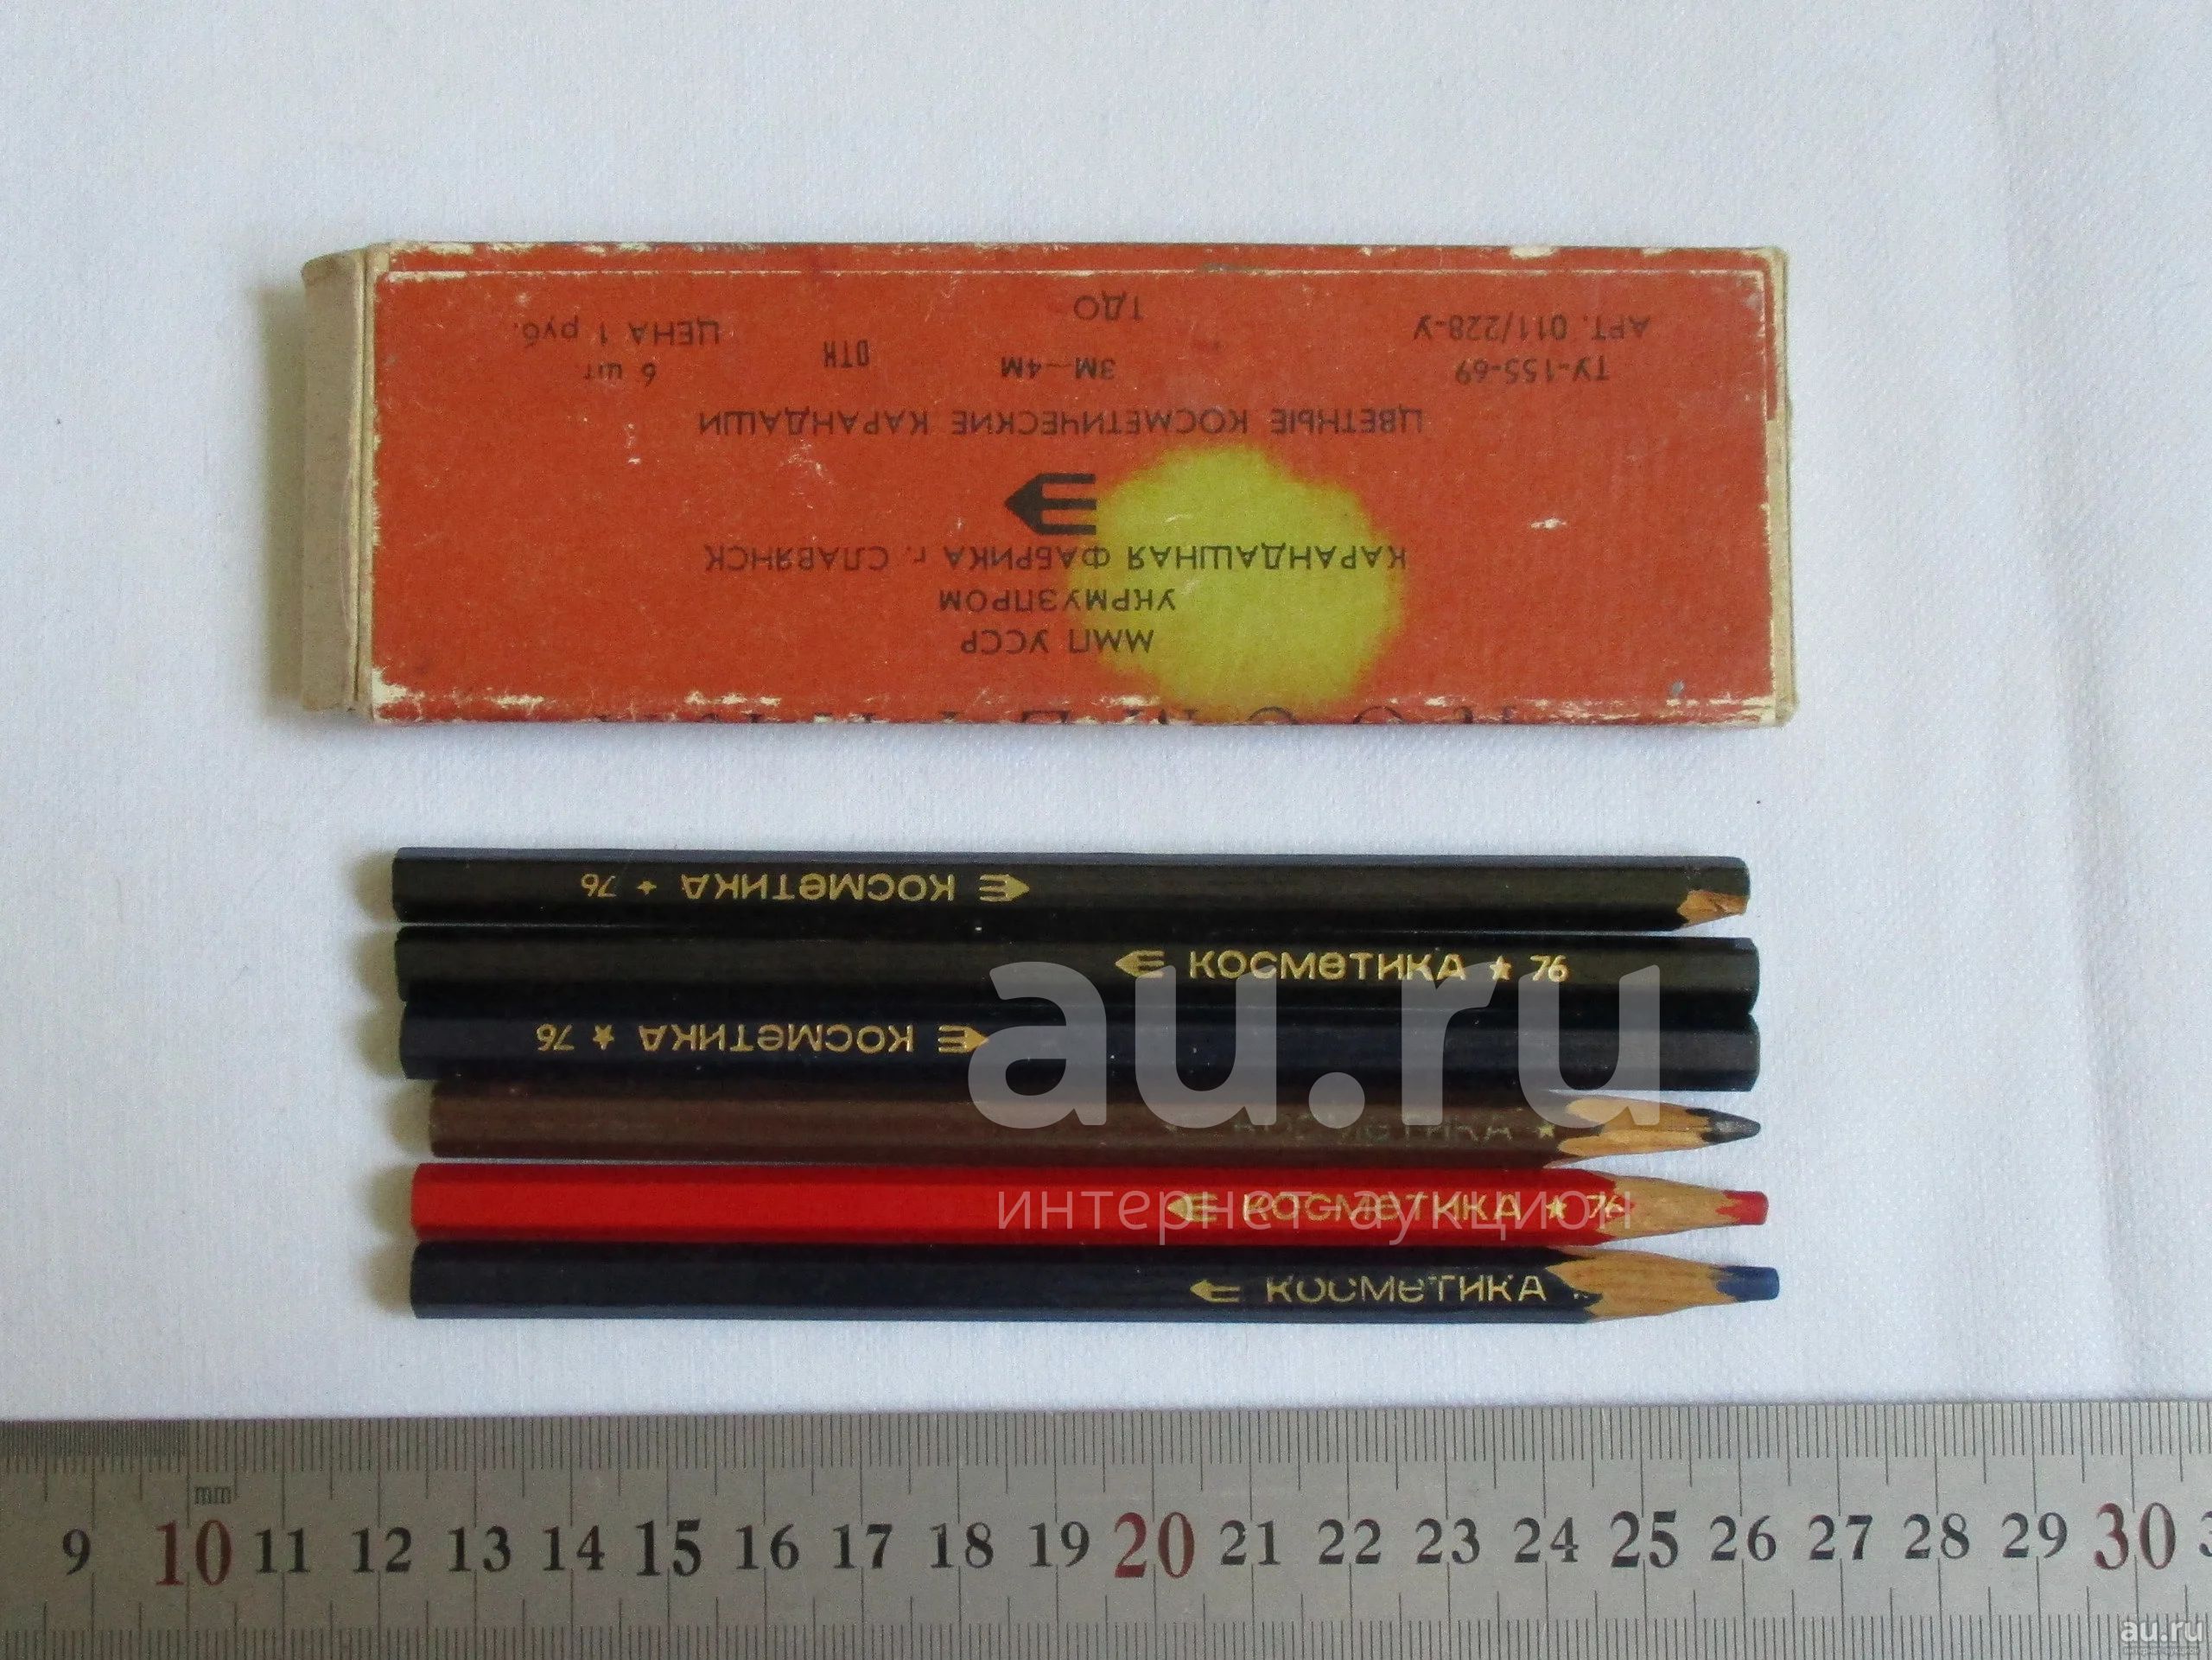 ММП УССР
УКРМУЗПРОМ
КАРАНДАШНАЯ ФАБРИКА г. СЛАВЯНСК
ЦВЕТНЫЕ КОСМЕТИЧЕСКИЕ КАРАНДАШИ
ТУ-155-69 3М—4М ОТК 6 шт
АРТ. 011/228-У ТДО ЦЕНА 1 руб.
КОСМЕТИКА 76
КОСМЕТИКА ★ 76
КОСМЕТИКА ★ 76
КОСМЕТИКА ★
КОСМЕТИКА ★ 76
КОСМЕТИКА
au.ru
интернет-аукцион
mm
9 10 11 12 13 14 15 16 17 18 19 20 21 22 23 24 25 26 27 28 29 30
au.ru
интернет-аукцион